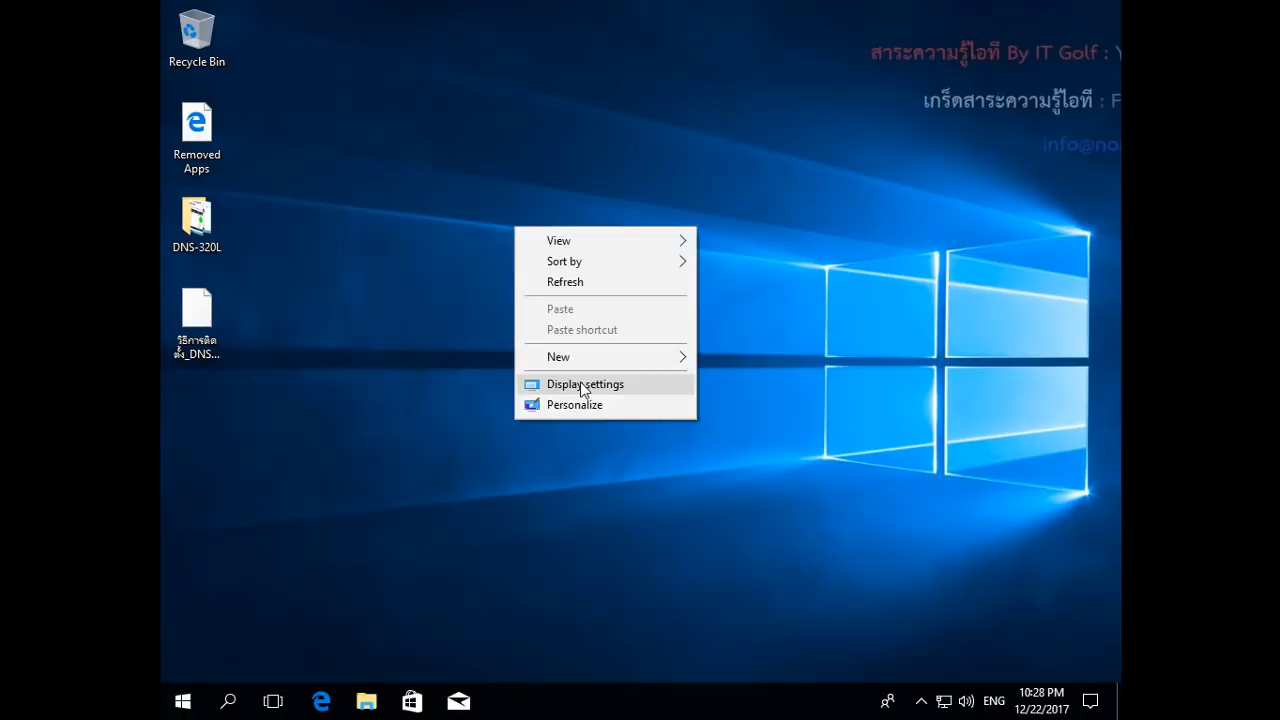 Recycle Bin
Removed
Apps
DNS-320L
วิธีการติด
ตั้ง_DNS...
สาระความรู้ไอที By IT Golf :
เกร็ดสาระความรู้ไอที :
View
Sort by
Refresh
Paste
Paste shortcut
New
Display settings
Personalize
ENG
10:28 PM
12/22/2017